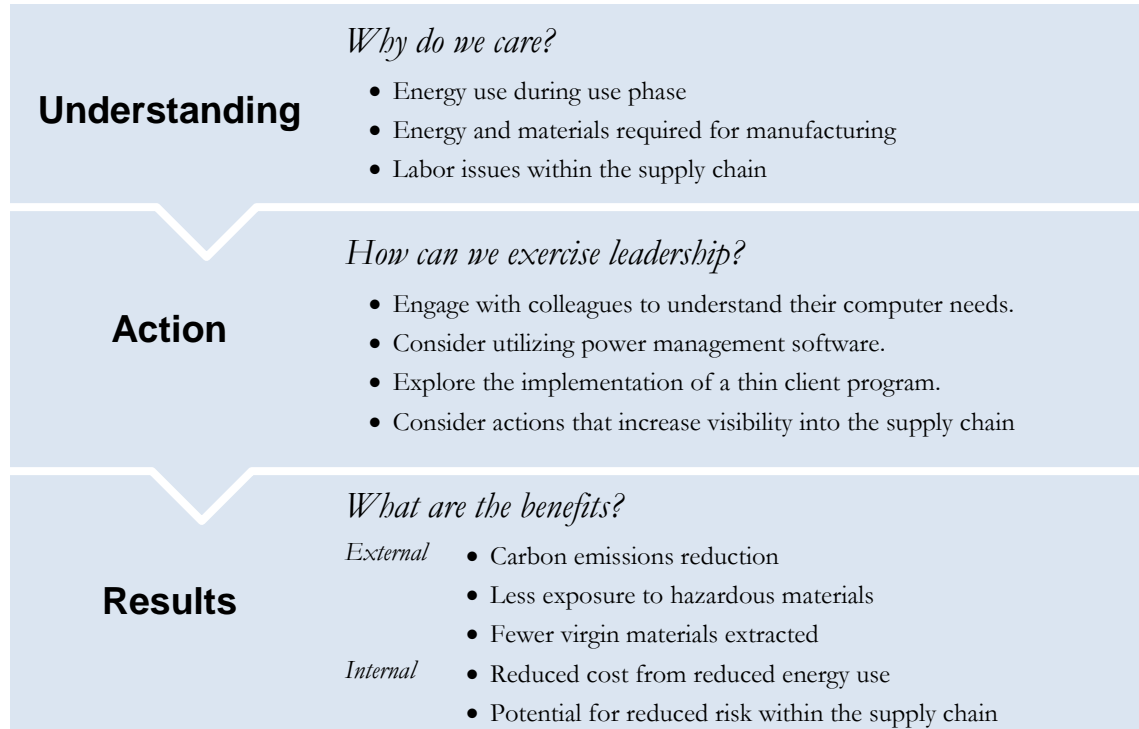 Understanding
Why do we care?
• Energy use during use phase
• Energy and materials required for manufacturing
• Labor issues within the supply chain
Action
How can we exercise leadership?
• Engage with colleagues to understand their computer needs.
• Consider utilizing power management software.
• Explore the implementation of a thin client program.
• Consider actions that increase visibility into the supply chain
Results
What are the benefits?
External • Carbon emissions reduction
• Less exposure to hazardous materials
• Fewer virgin materials extracted
Internal • Reduced cost from reduced energy use
• Potential for reduced risk within the supply chain